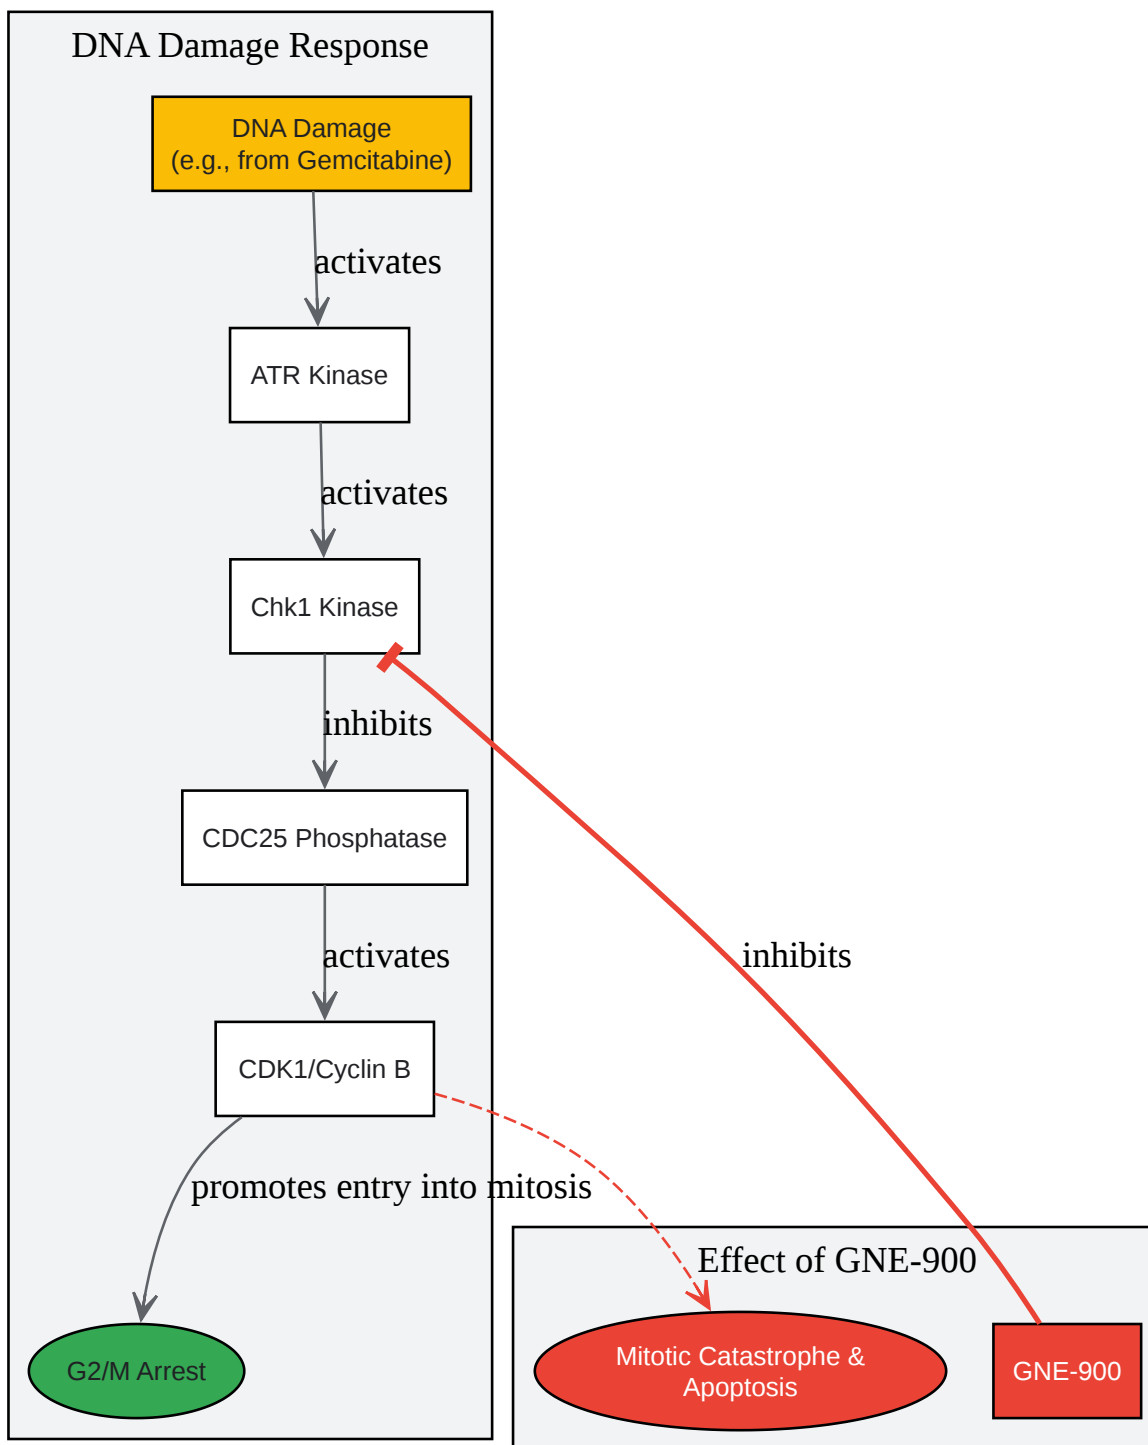 DNA Damage Response
DNA Damage
(e.g., from Gemcitabine)
activates
ATR Kinase
activates
Chk1 Kinase
inhibits
CDC25 Phosphatase
activates
inhibits
CDK1/Cyclin B
promotes entry into mitosis
Effect of GNE-900
G2/M Arrest
Mitotic Catastrophe &
Apoptosis
GNE-900